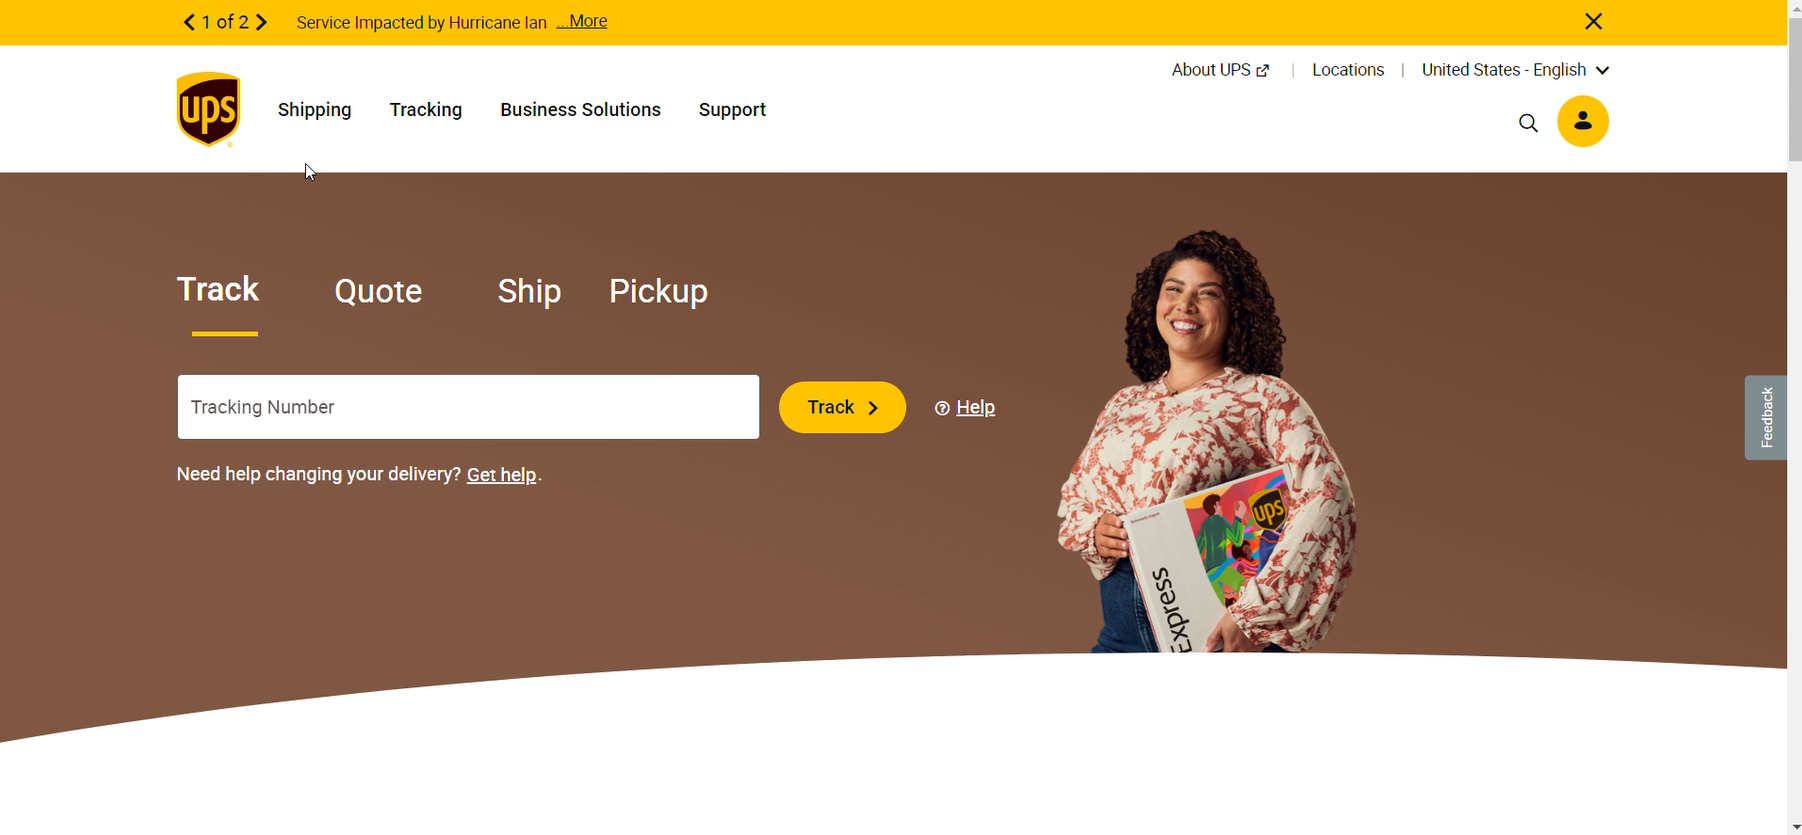 1 of 2 Service Impacted by Hurricane Ian ...More
About UPS | Locations | United States - English
ups
Shipping Tracking Business Solutions Support
Track Quote Ship Pickup
Tracking Number
Track
Help
Need help changing your delivery? Get help.
Feedback
ups
Express